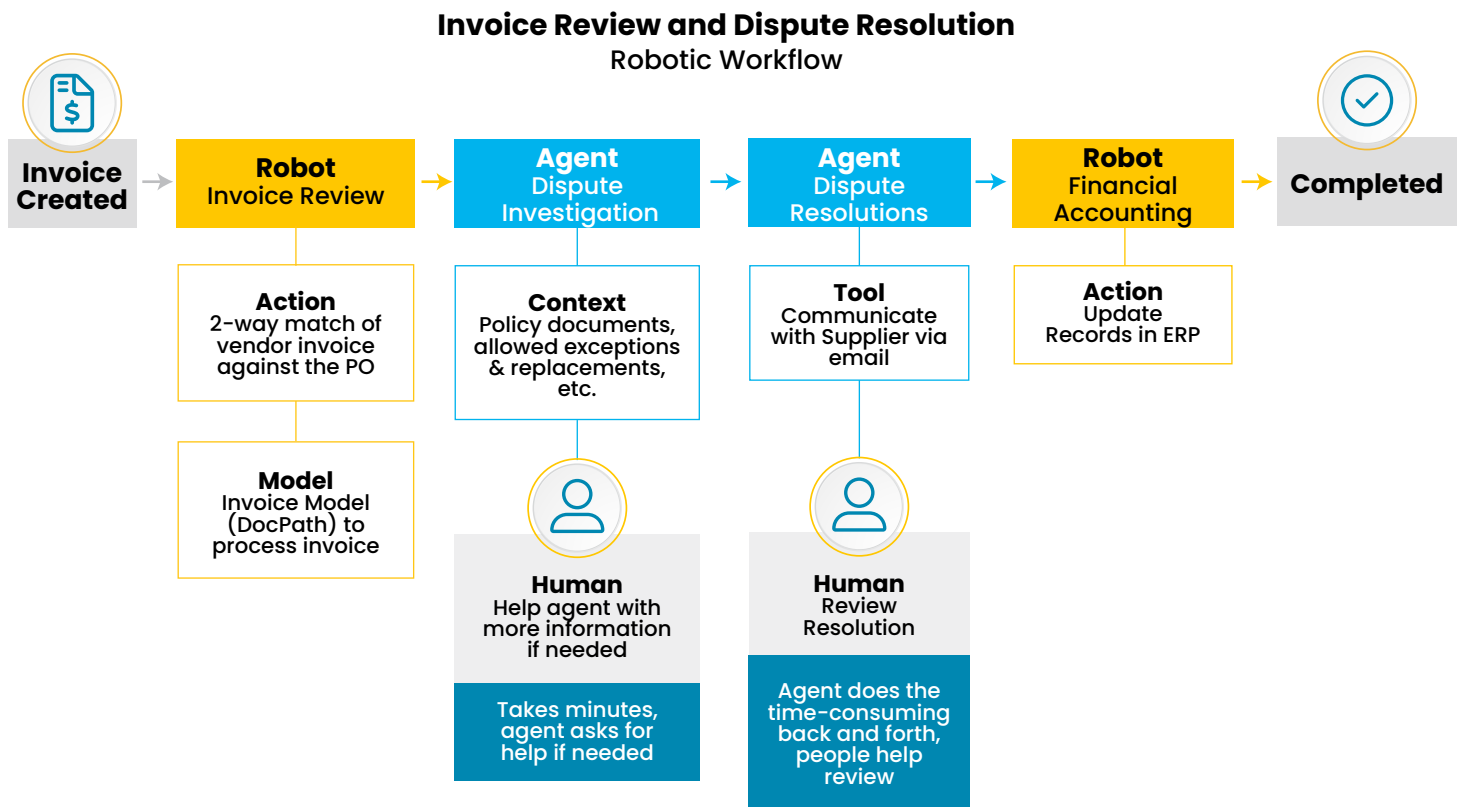 Invoice Review and Dispute Resolution
Robotic Workflow
$
Invoice
Created
Robot
Invoice Review
Agent
Dispute
Investigation
Agent
Dispute
Resolutions
Robot
Financial
Accounting
Completed
Action
2-way match of
vendor invoice
against the PO
Model
Invoice Model
(DocPath) to
process invoice
Context
Policy documents,
allowed exceptions
& replacements,
etc.
Human
Help agent with
more information
if needed
Takes minutes,
agent asks for
help if needed
Tool
Communicate
with Supplier via
email
Human
Review
Resolution
Agent does the
time-consuming
back and forth,
people help
review
Action
Update
Records in ERP